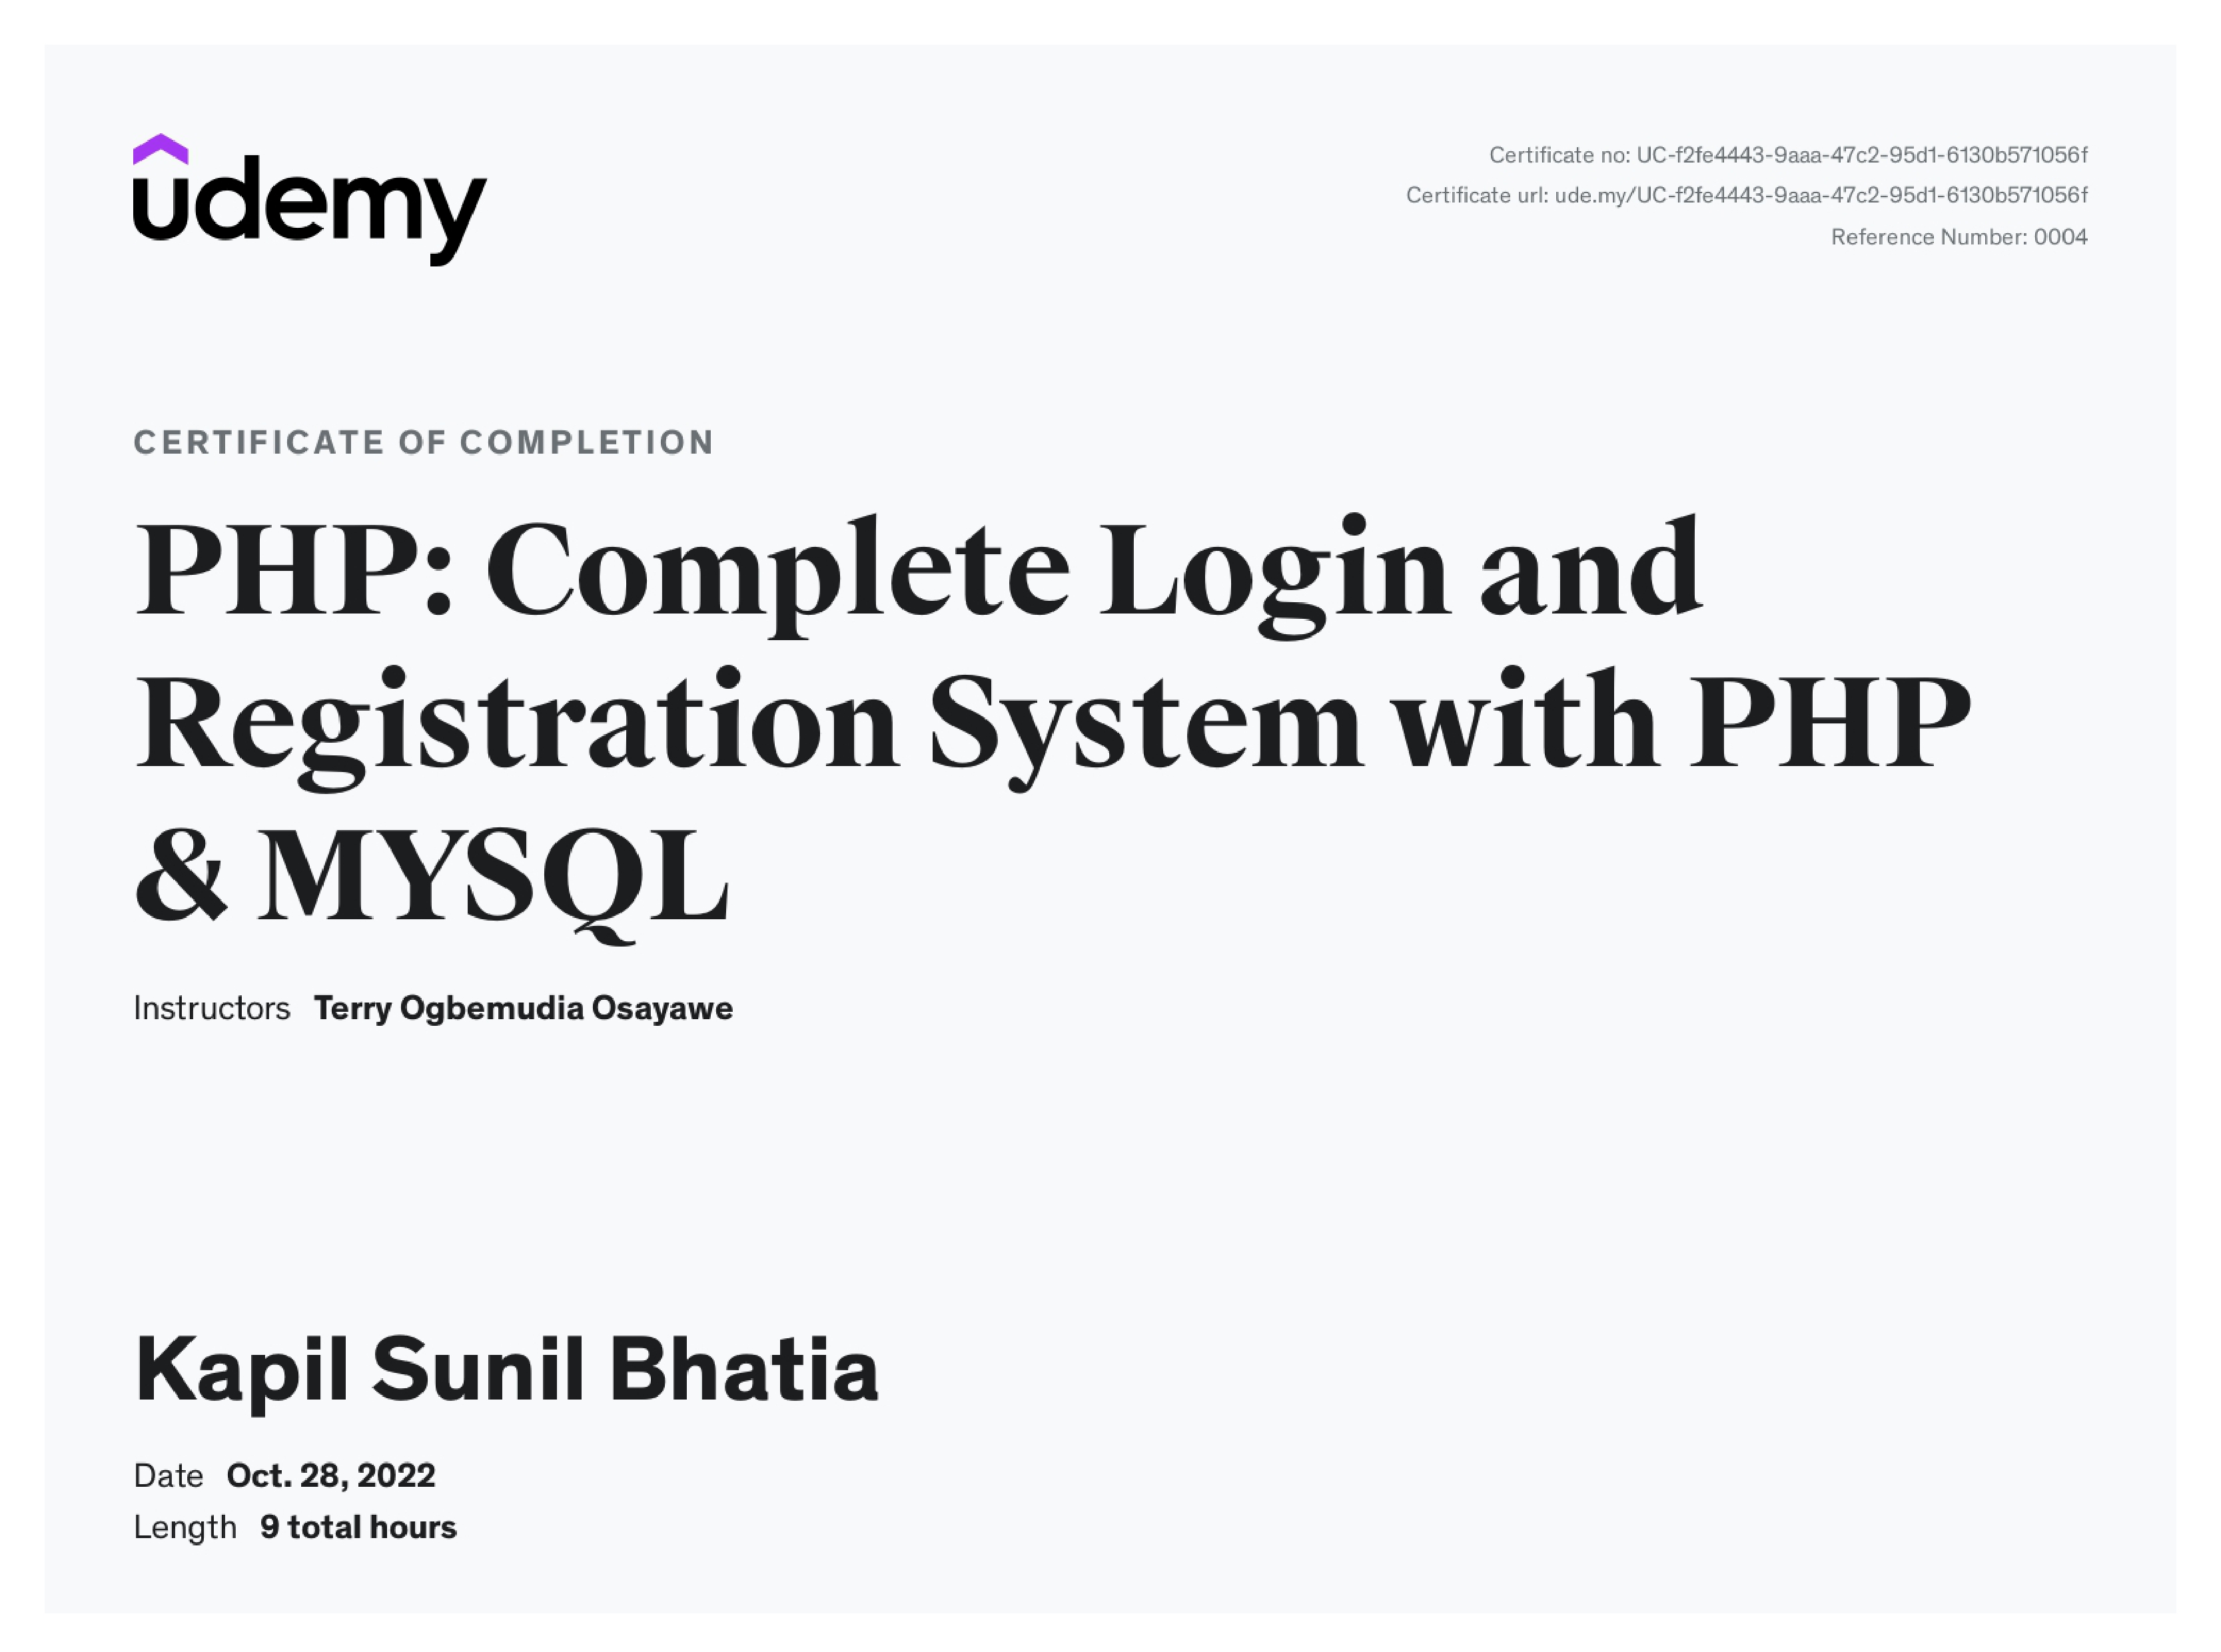 udemy
Certificate no: UC-f2fe4443-9aaa-47c2-95d1-6130b571056f
Certificate url: ude.my/UC-f2fe4443-9aaa-47c2-95d1-6130b571056f
Reference Number: 0004
CERTIFICATE OF COMPLETION
PHP: Complete Login and
Registration System with PHP
& MYSQL
Instructors Terry Ogbemudia Osayawe
Kapil Sunil Bhatia
Date Oct. 28, 2022
Length 9 total hours